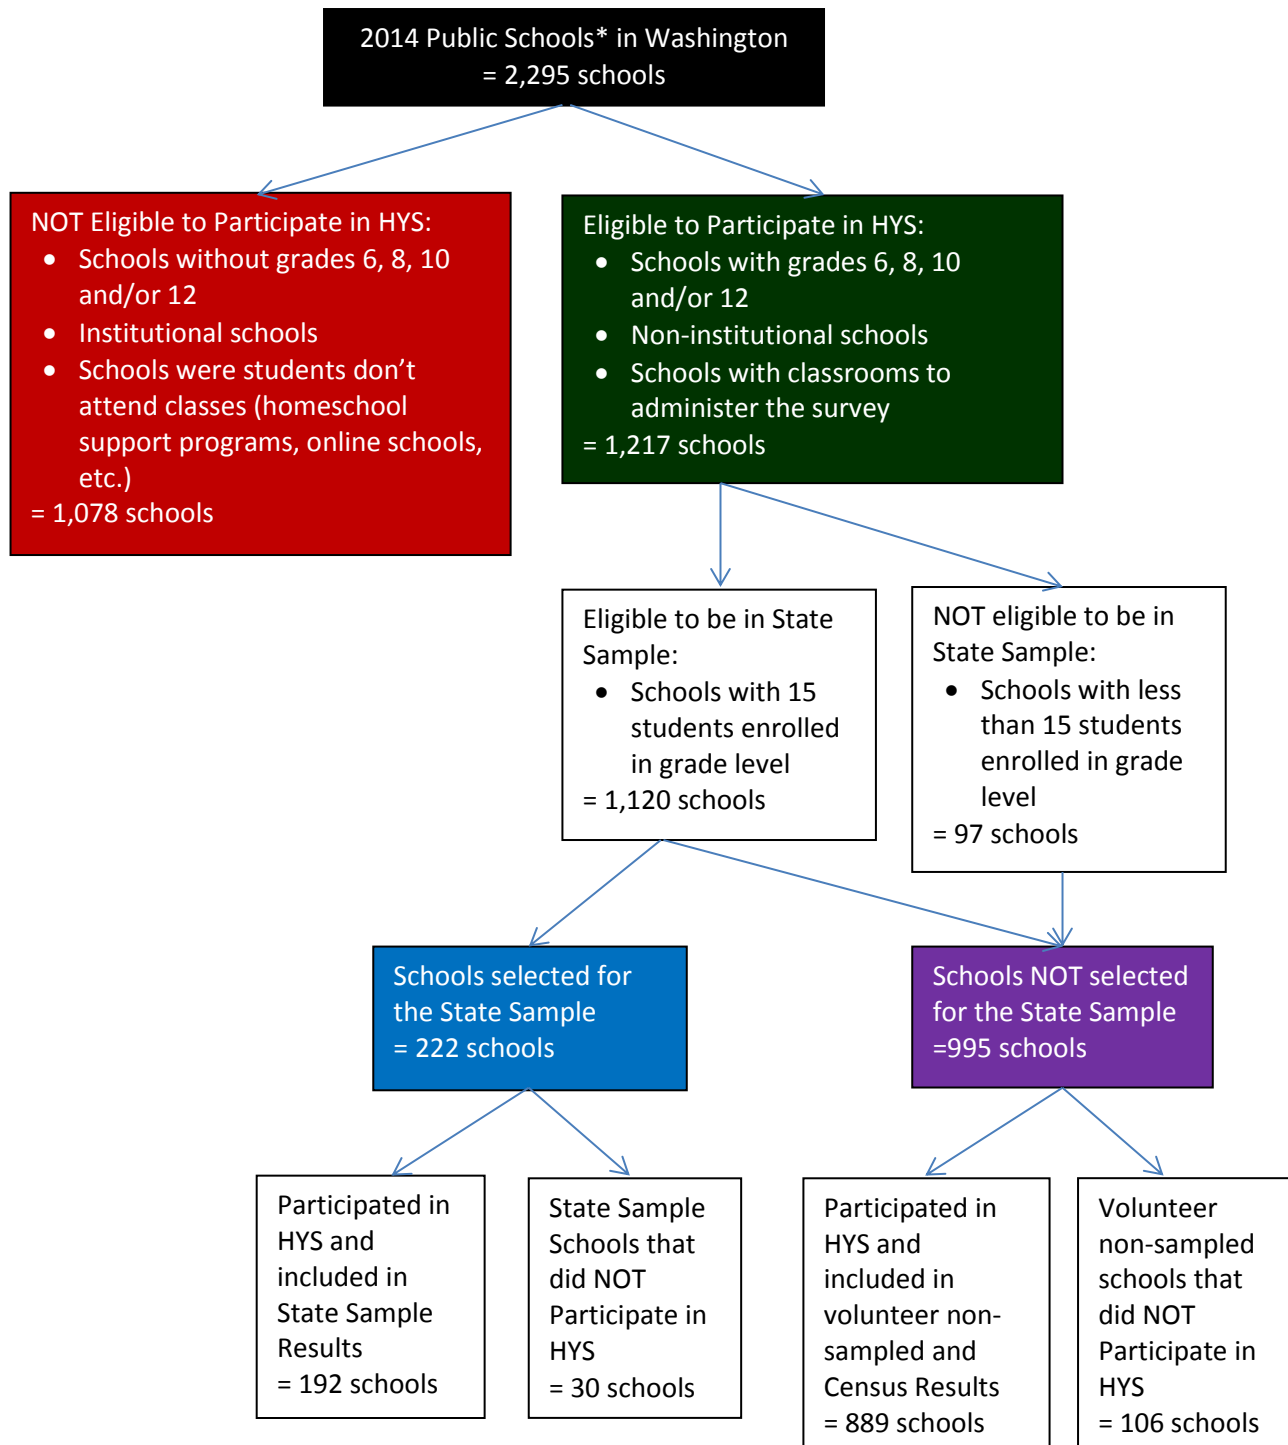 2014 Public Schools* in Washington
= 2,295 schools
NOT Eligible to Participate in HYS:
• Schools without grades 6, 8, 10
and/or 12
• Institutional schools
• Schools were students don’t
attend classes (homeschool
support programs, online schools,
etc.)
= 1,078 schools
Eligible to Participate in HYS:
• Schools with grades 6, 8, 10
and/or 12
• Non-institutional schools
• Schools with classrooms to
administer the survey
= 1,217 schools
Eligible to be in State
Sample:
• Schools with 15
students enrolled
in grade level
= 1,120 schools
NOT eligible to be in
State Sample:
• Schools with less
than 15 students
enrolled in grade
level
= 97 schools
Schools selected for
the State Sample
= 222 schools
Schools NOT selected
for the State Sample
=995 schools
Participated in
HYS and
included in
State Sample
Results
= 192 schools
State Sample
Schools that
did NOT
Participate in
HYS
= 30 schools
Participated in
HYS and
included in
volunteer non-
sampled and
Census Results
= 889 schools
Volunteer
non-sampled
schools that
did NOT
Participate in
HYS
= 106 schools